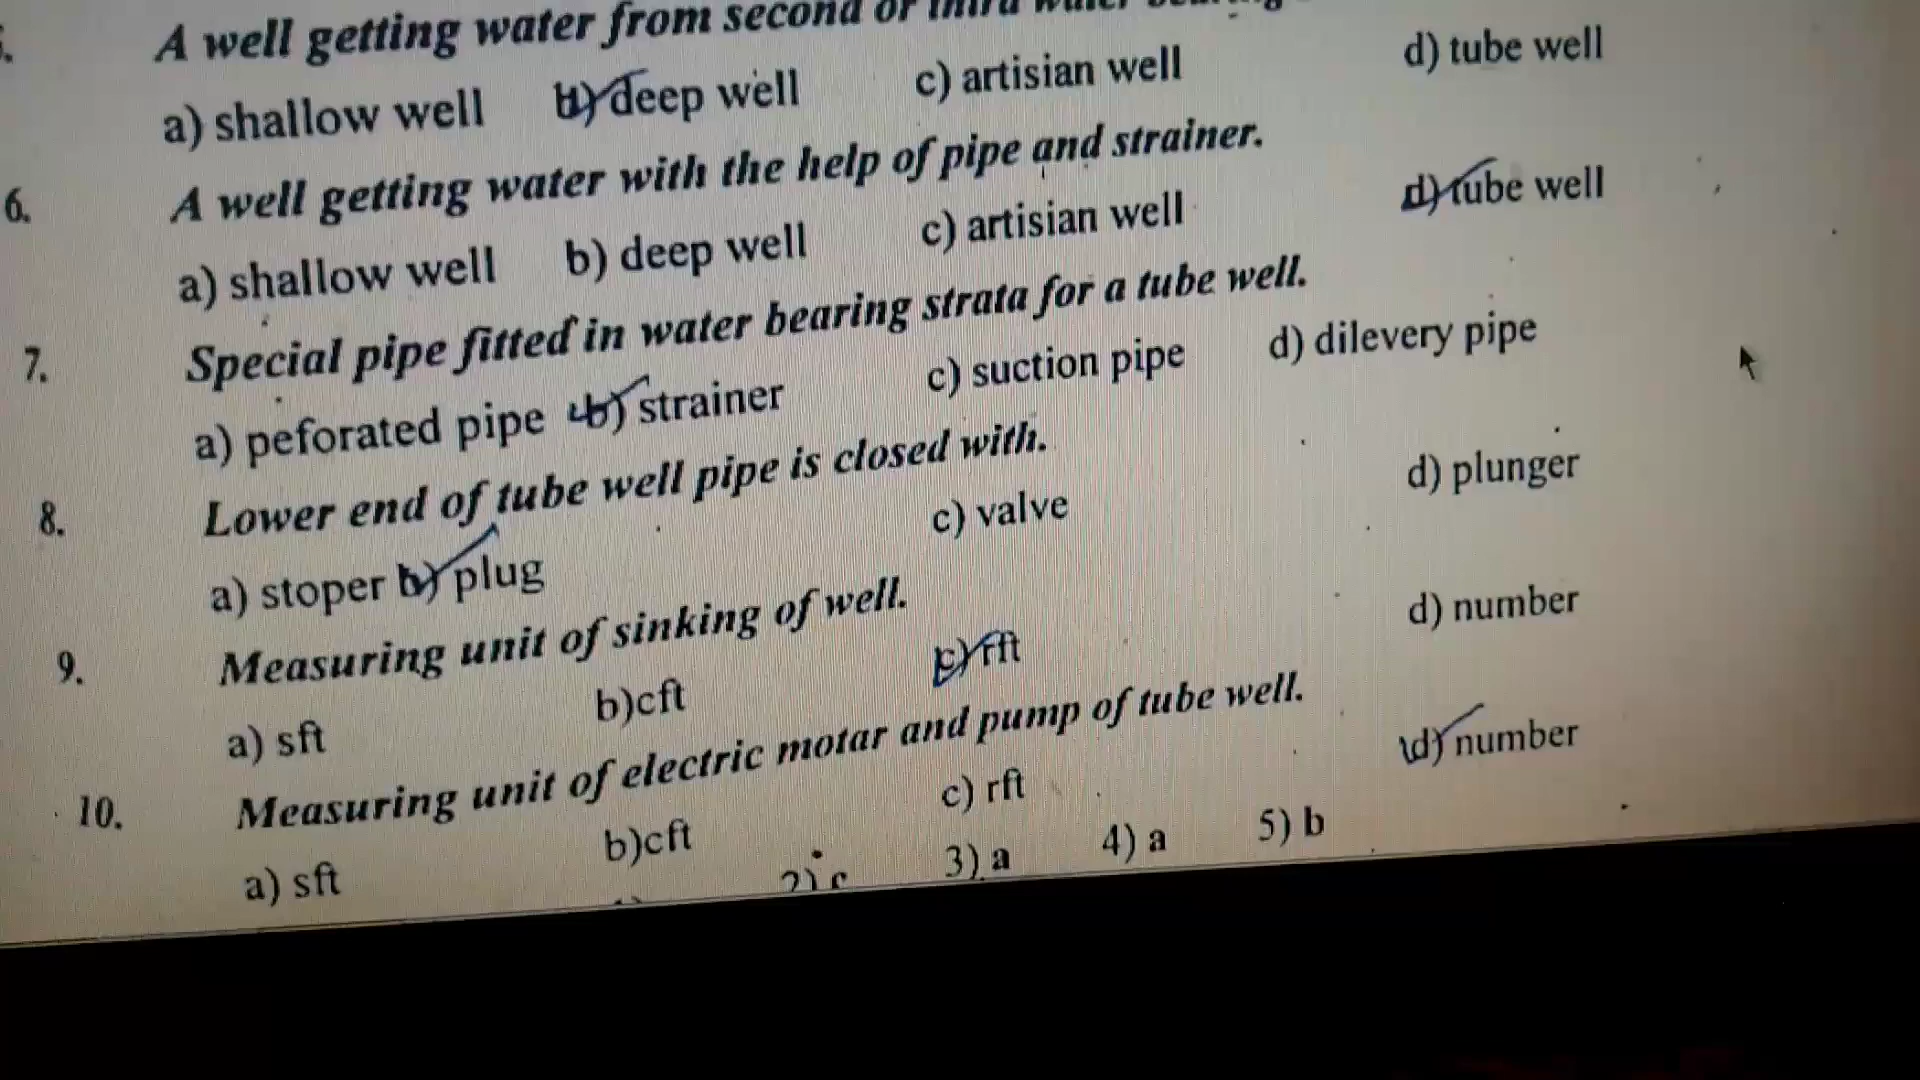 A well getting water from second or third water
a) shallow well b) deep well c) artisian well d) tube well
6. A well getting water with the help of pipe and strainer.
a) shallow well b) deep well c) artisian well d) tube well
7. Special pipe fitted in water bearing strata for a tube well.
a) peforated pipe b) strainer c) suction pipe d) dilevery pipe
8. Lower end of tube well pipe is closed with.
a) stoper b) plug c) valve d) plunger
9. Measuring unit of sinking of well.
a) sft b)cft c) rft d) number
10. Measuring unit of electric motar and pump of tube well.
a) sft b)cft c) rft d) number
2) c 3) a 4) a 5) b